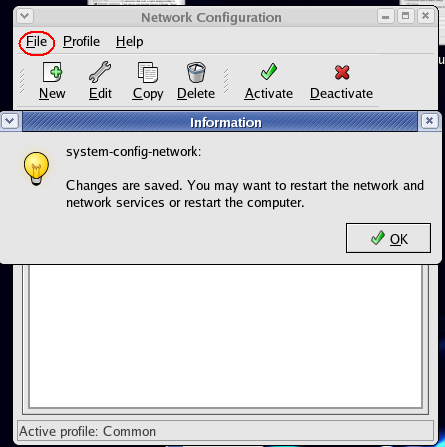 Network Configuration
File Profile Help
New Edit Copy Delete Activate Deactivate
Information
system-config-network:
Changes are saved. You may want to restart the network and
network services or restart the computer.
OK
Active profile: Common